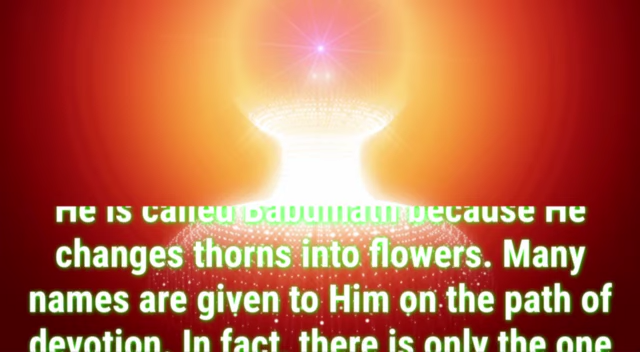 He is called Babulnath because He
changes thorns into flowers. Many
names are given to Him on the path of
devotion. In fact, there is only the one